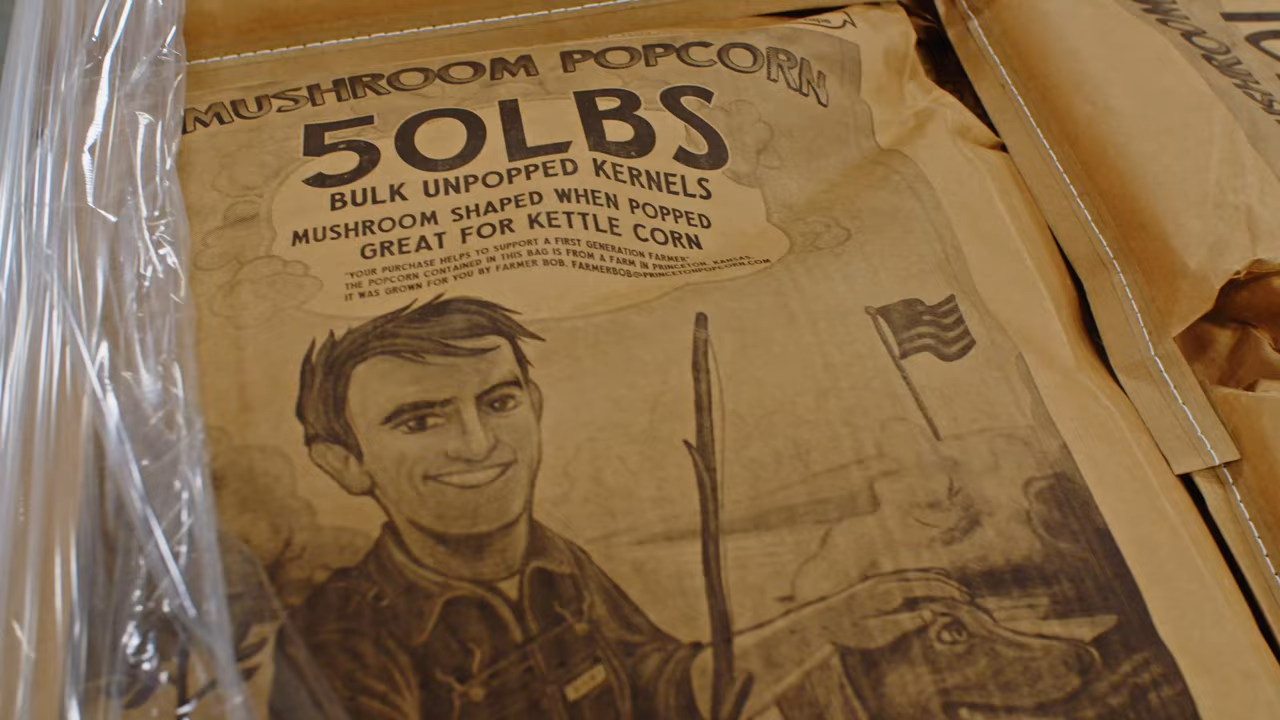 MUSHROOM POPCORN
50LBS
BULK UNPOPPED KERNELS
MUSHROOM SHAPED WHEN POPPED
GREAT FOR KETTLE CORN
"YOUR PURCHASE HELPS TO SUPPORT A FIRST GENERATION FARMER"
THE POPCORN CONTAINED IN THIS BAG IS FROM A FARM IN PRINCETON, KANSAS.
IT WAS GROWN FOR YOU BY FARMER BOB. FARMERBOB@PRINCETONPOPCORN.COM